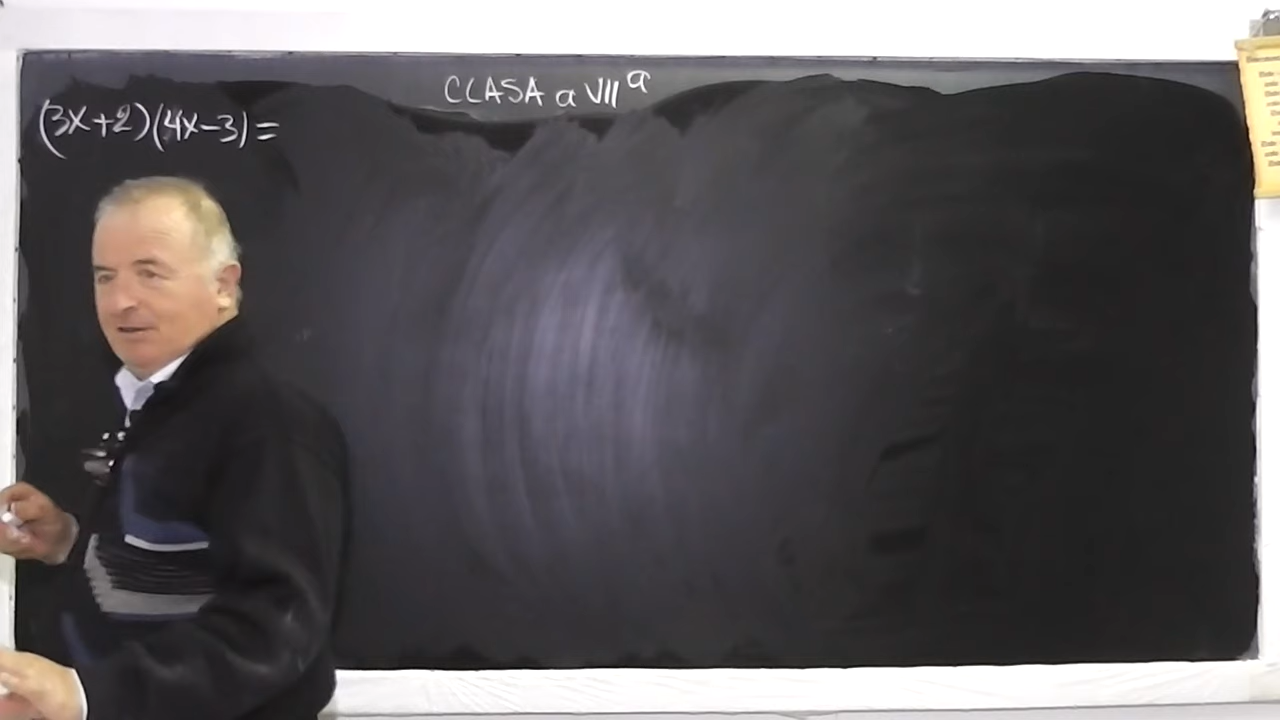 CLASA a VII a
(3x+2)(4x-3)=